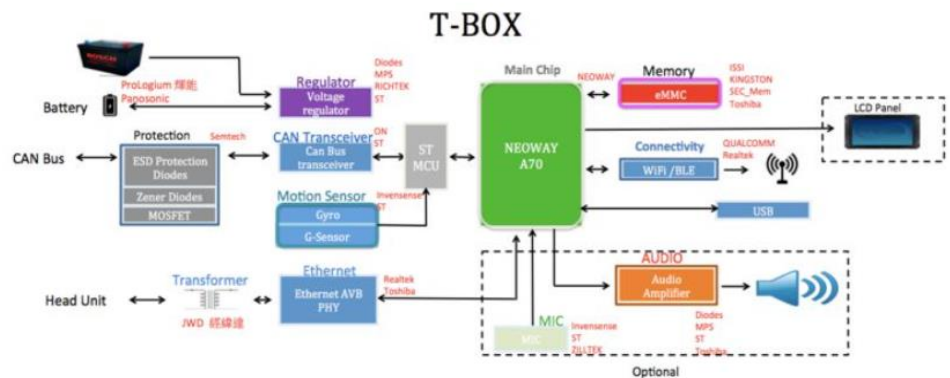 T-BOX
BOSCH
ProLogium 輝能
Panosonic
Battery
Regulator
Voltage
regulator
Diodes
MPS
RICHTEK
ST
Main Chip
NEOWAY
A70
NEOWAY
Memory
eMMC
ISSI
KINGSTON
SEC_Mem
Toshiba
LCD Panel
CAN Bus
Protection
ESD Protection
Diodes
Zener Diodes
MOSFET
Semtech
CAN Transceiver
Can Bus
transceiver
ON
ST
ST
MCU
Connectivity
WiFi /BLE
QUALCOMM
Realtek
Motion Sensor
Gyro
G-Sensor
Invensense
ST
USB
Head Unit
Transformer
JWD 經緯達
Ethernet
Ethernet AVB
PHY
Realtek
Toshiba
MIC
MIC
Invensense
ST
ZILLTEK
AUDIO
Audio
Amplifier
Diodes
MPS
ST
Toshiba
Optional